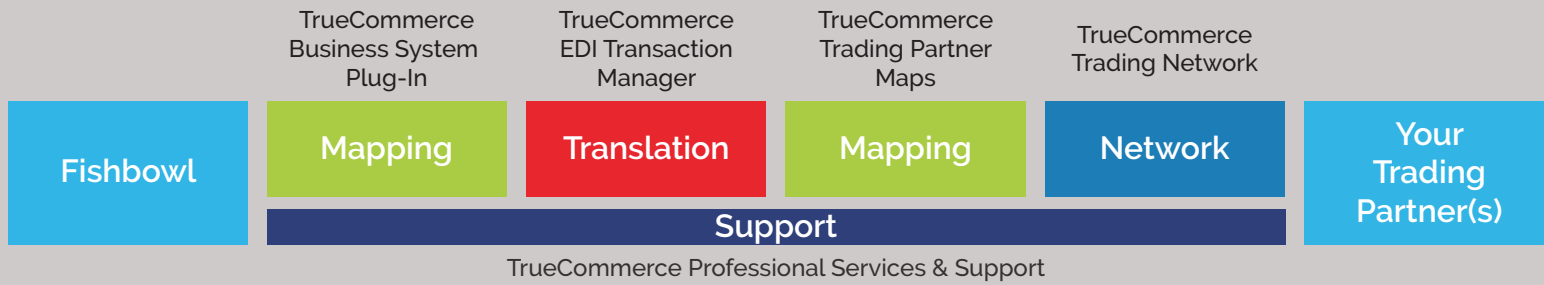 TrueCommerce
Business System
Plug-In
TrueCommerce
EDI Transaction
Manager
TrueCommerce
Trading Partner
Maps
TrueCommerce
Trading Network
Fishbowl
Mapping
Translation
Mapping
Network
Your
Trading
Partner(s)
Support
TrueCommerce Professional Services & Support